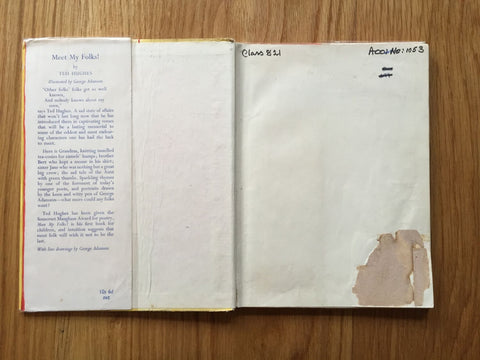 Meet My Folks!
by
TED HUGHES
Illustrated by George Adamson
"Other folks' folks get so well
known,
And nobody knows about my
own,"
says Ted Hughes. A sad state of affairs
that won't last long now that he has
introduced them in captivating verses
that will be a lasting memorial to
some of the oddest and most endear-
ing characters one has had the luck
to meet.
Here is Grandma, knitting tasselled
tea-cosies for camels' humps; brother
Bert who kept a mouse in his shirt;
sister Jane who was nothing but a great
big crow; the sad tale of the Aunt
with green thumbs. Sparkling rhymes
by one of the foremost of today's
younger poets, and portraits drawn
by the keen and witty pen of George
Adamson—what more could any folks
want?
Ted Hughes has been given the
Somerset Maugham Award for poetry.
Meet My Folks! is his first book for
children, and intuition suggests that
most folk will wish it not to be the
last.
With line drawings by George Adamson.
net
Class 821
Accn. No: 1053